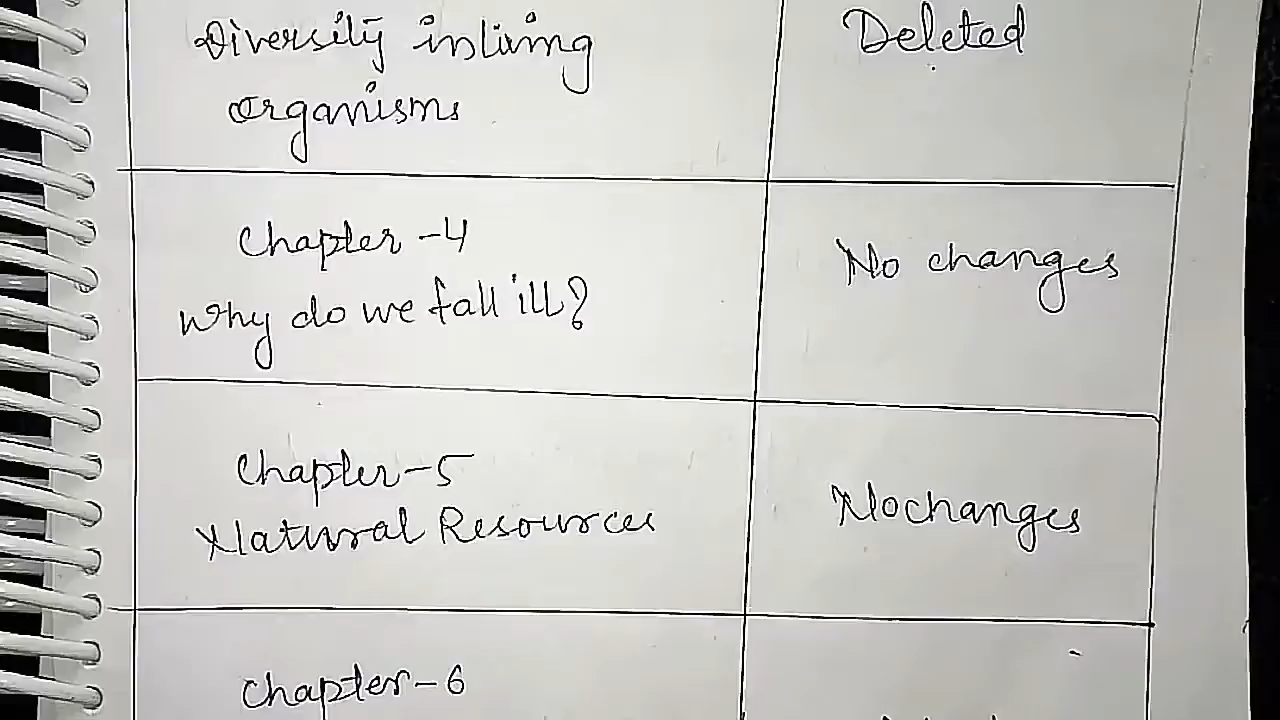 Diversity in living
Deleted
organisms
Chapter - 4
Why do we fall ill?
No changes
Chapter - 5
Natural Resources
No changes
Chapter - 6